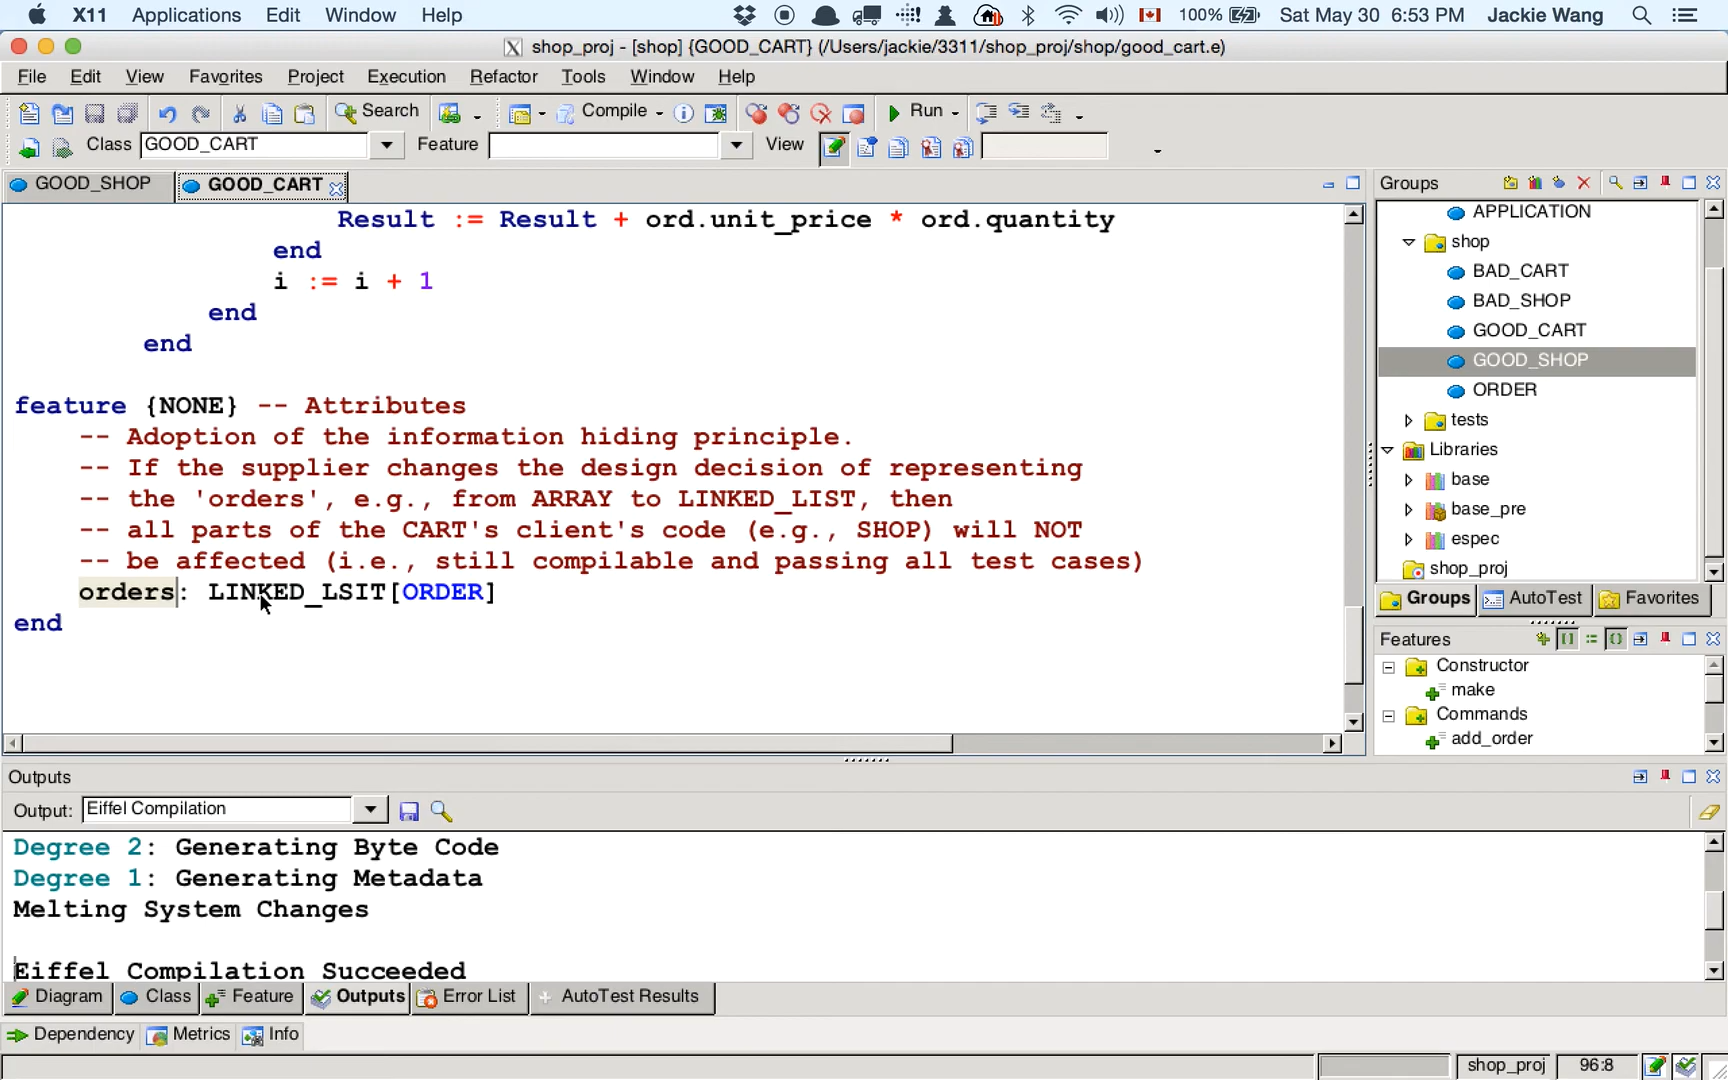 X11 Applications Edit Window Help 100% Sat May 30 6:53 PM Jackie Wang
shop_proj - [shop] {GOOD_CART} (/Users/jackie/3311/shop_proj/shop/good_cart.e)
File Edit View Favorites Project Execution Refactor Tools Window Help
Search Compile Run
Class GOOD_CART Feature View
GOOD_SHOP GOOD_CART
Result := Result + ord.unit_price * ord.quantity
end
i := i + 1
end
end
feature {NONE} -- Attributes
-- Adoption of the information hiding principle.
-- If the supplier changes the design decision of representing
-- the 'orders', e.g., from ARRAY to LINKED_LIST, then
-- all parts of the CART's client's code (e.g., SHOP) will NOT
-- be affected (i.e., still compilable and passing all test cases)
orders: LINKED_LSIT[ORDER]
end
Groups
APPLICATION
shop
BAD_CART
BAD_SHOP
GOOD_CART
GOOD_SHOP
ORDER
tests
Libraries
base
base_pre
espec
shop_proj
Groups AutoTest Favorites
Features
Constructor
make
Commands
add_order
Outputs
Output: Eiffel Compilation
Degree 2: Generating Byte Code
Degree 1: Generating Metadata
Melting System Changes
Eiffel Compilation Succeeded
Diagram Class Feature Outputs Error List AutoTest Results
Dependency Metrics Info
shop_proj 96:8